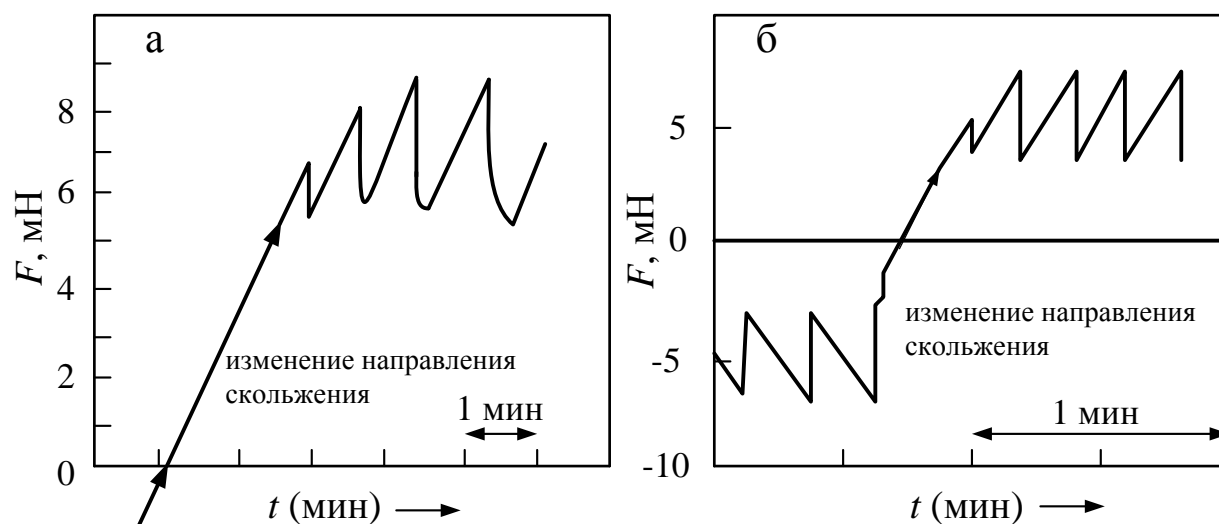 а
8
6
4
2
0
F, мН
изменение направления
скольжения
1 мин
t (мин)
б
5
0
-5
-10
F, мН
изменение направления
скольжения
1 мин
t (мин)